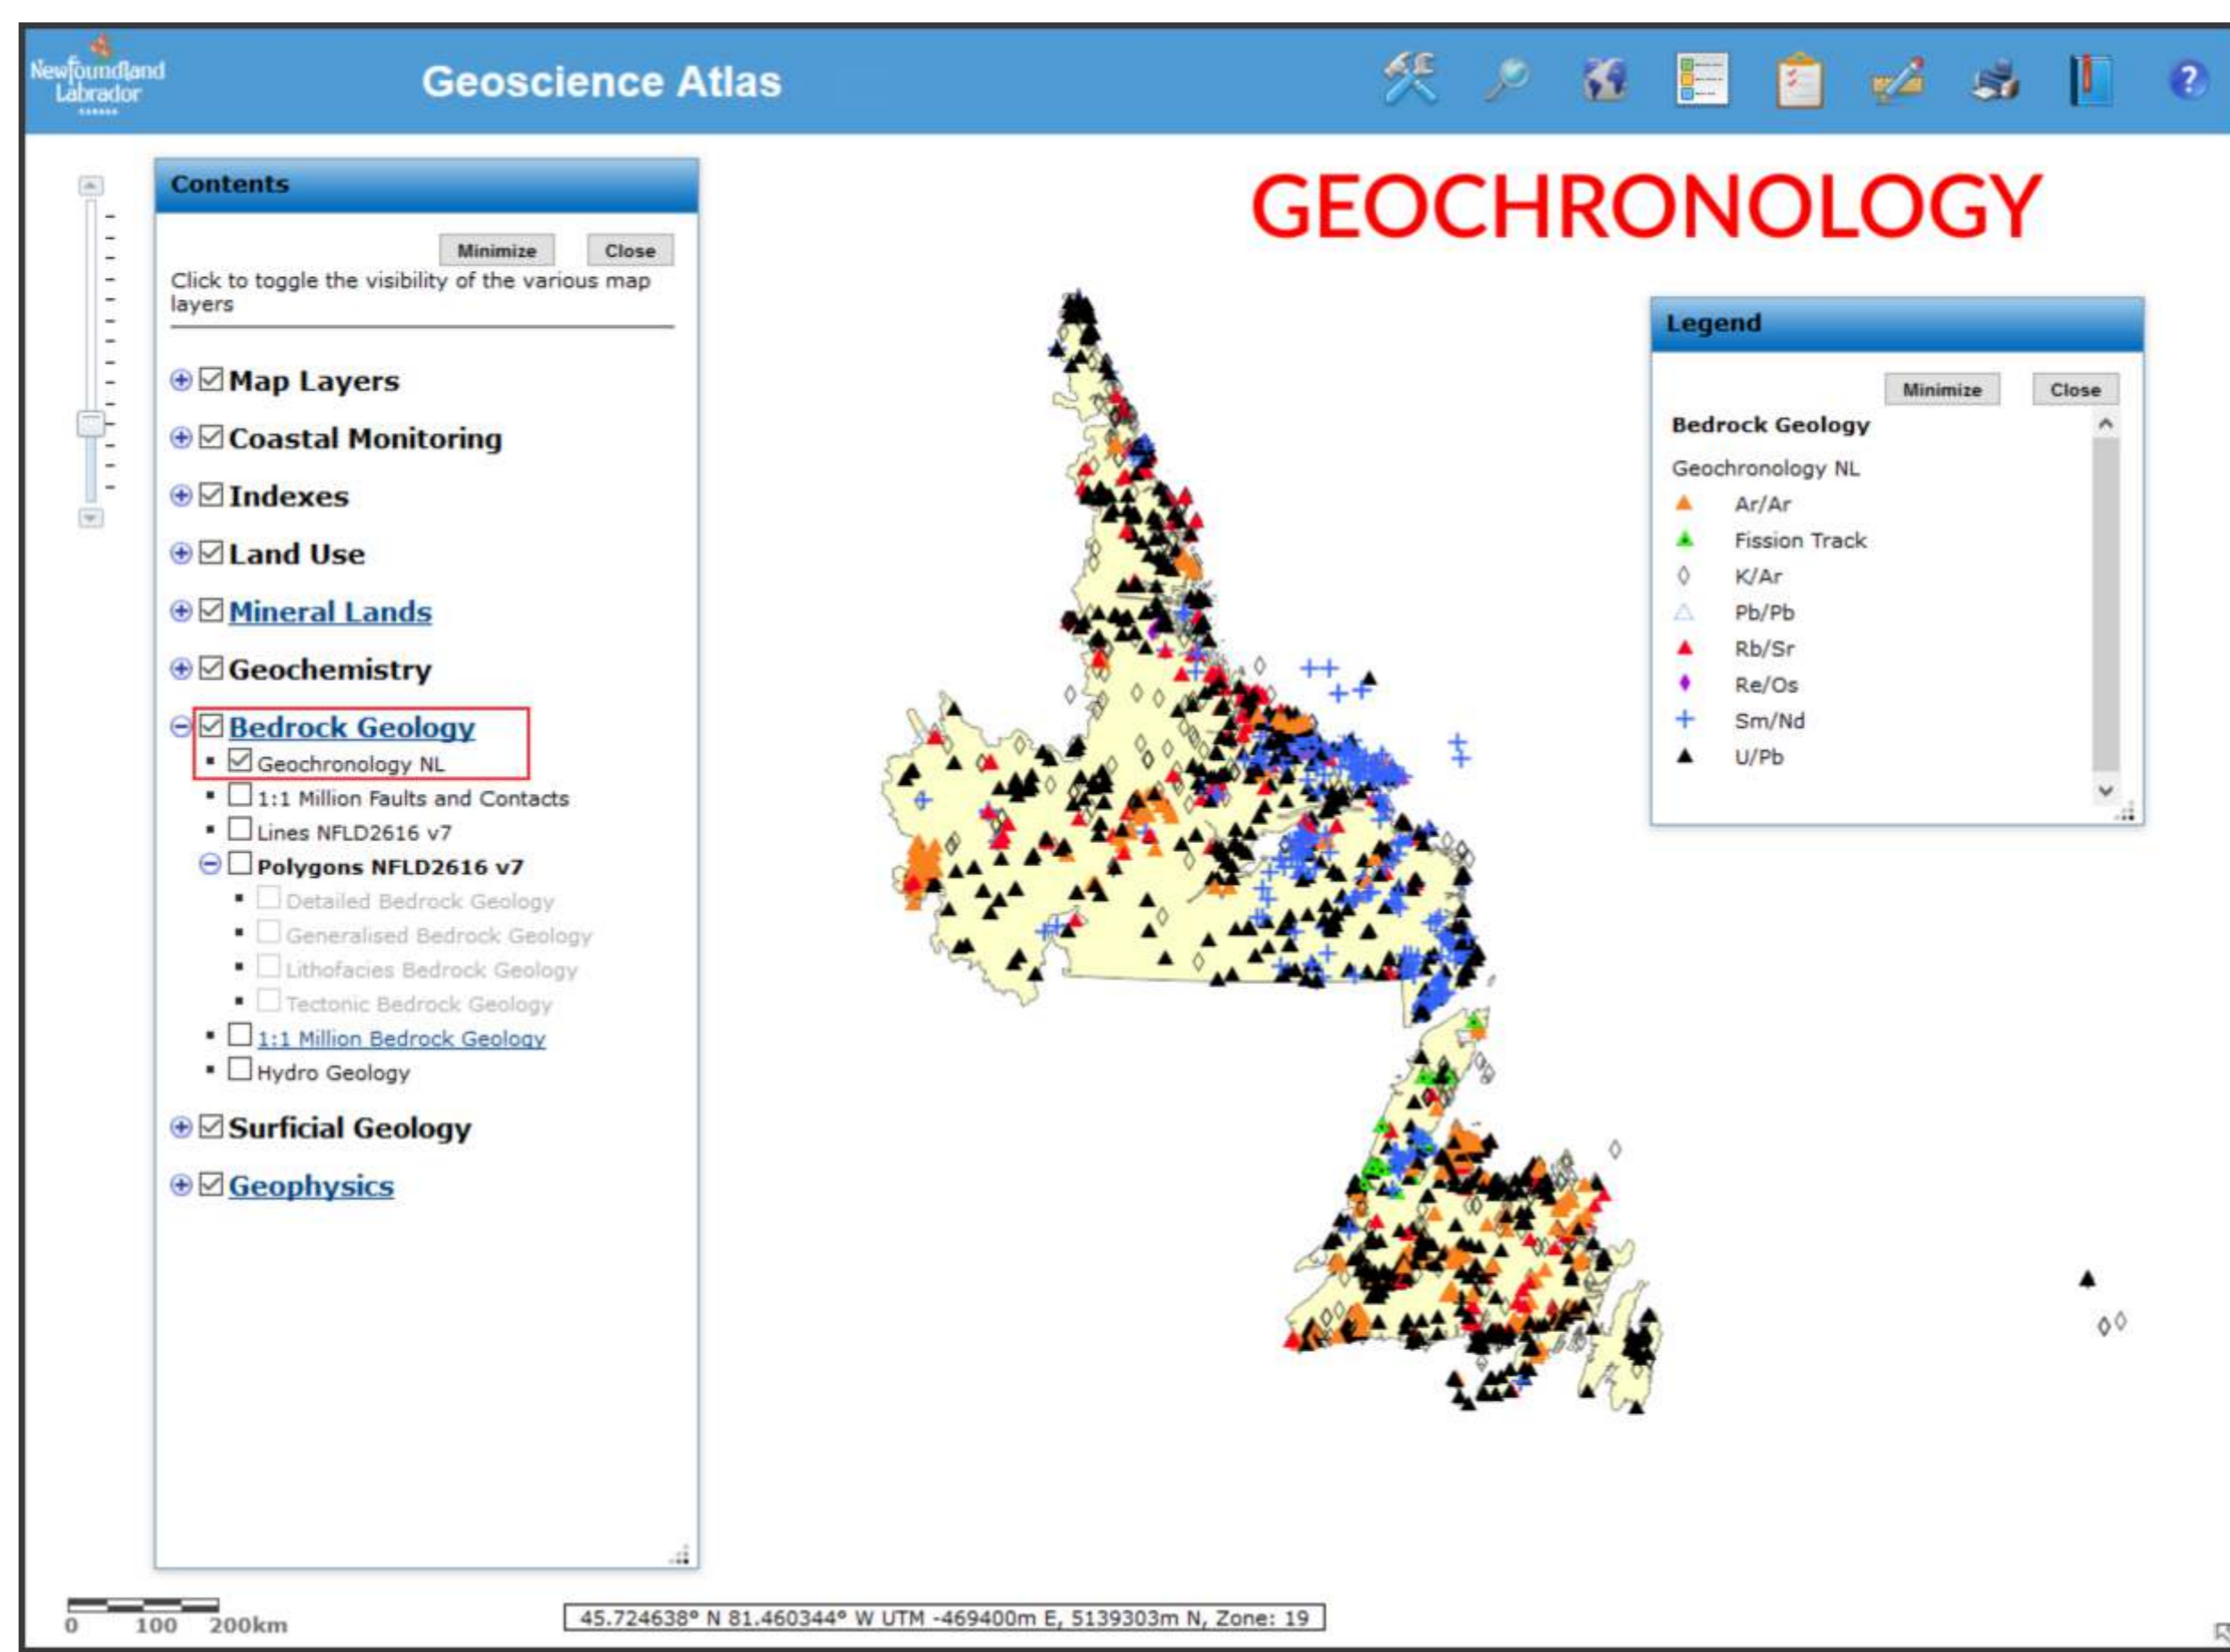 Newfoundland
Labrador
Geoscience Atlas
?
Contents
Minimize Close
Click to toggle the visibility of the various map
layers
Map Layers
Coastal Monitoring
Indexes
Land Use
Mineral Lands
Geochemistry
Bedrock Geology
Geochronology NL
1:1 Million Faults and Contacts
Lines NFLD2616 v7
Polygons NFLD2616 v7
Detailed Bedrock Geology
Generalised Bedrock Geology
Lithofacies Bedrock Geology
Tectonic Bedrock Geology
1:1 Million Bedrock Geology
Hydro Geology
Surficial Geology
Geophysics
GEOCHRONOLOGY
Legend
Minimize Close
Bedrock Geology
Geochronology NL
Ar/Ar
Fission Track
K/Ar
Pb/Pb
Rb/Sr
Re/Os
Sm/Nd
U/Pb
0 100 200km
45.724638° N 81.460344° W UTM -469400m E, 5139303m N, Zone: 19